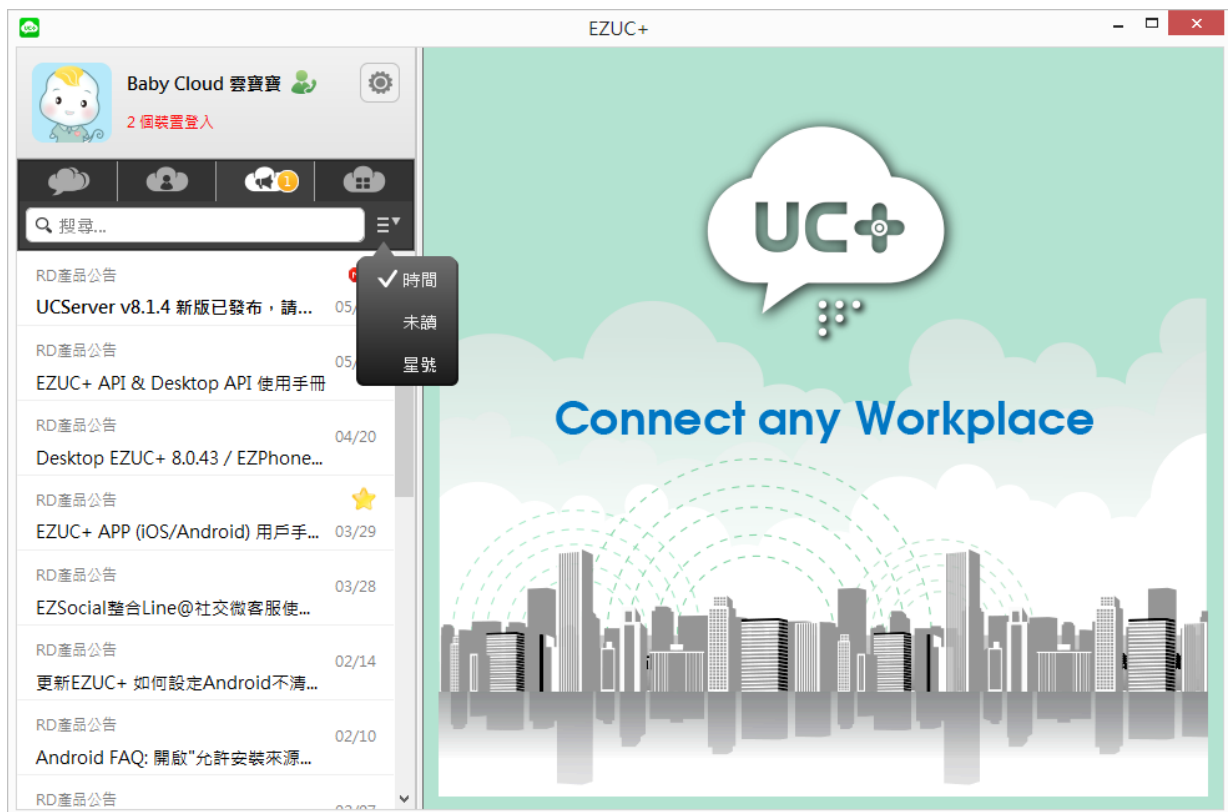 UC+
EZUC+
Baby Cloud 雲寶寶
2 個裝置登入
1
搜尋...
時間
未讀
星號
RD產品公告
UCServer v8.1.4 新版已發布，請...
05/
RD產品公告
05/
EZUC+ API & Desktop API 使用手冊
RD產品公告
04/20
Desktop EZUC+ 8.0.43 / EZPhone...
RD產品公告
EZUC+ APP (iOS/Android) 用戶手... 03/29
RD產品公告
03/28
EZSocial整合Line@社交微客服使...
RD產品公告
02/14
更新EZUC+ 如何設定Android不清...
RD產品公告
02/10
Android FAQ: 開啟"允許安裝來源...
RD產品公告
UC+
Connect any Workplace